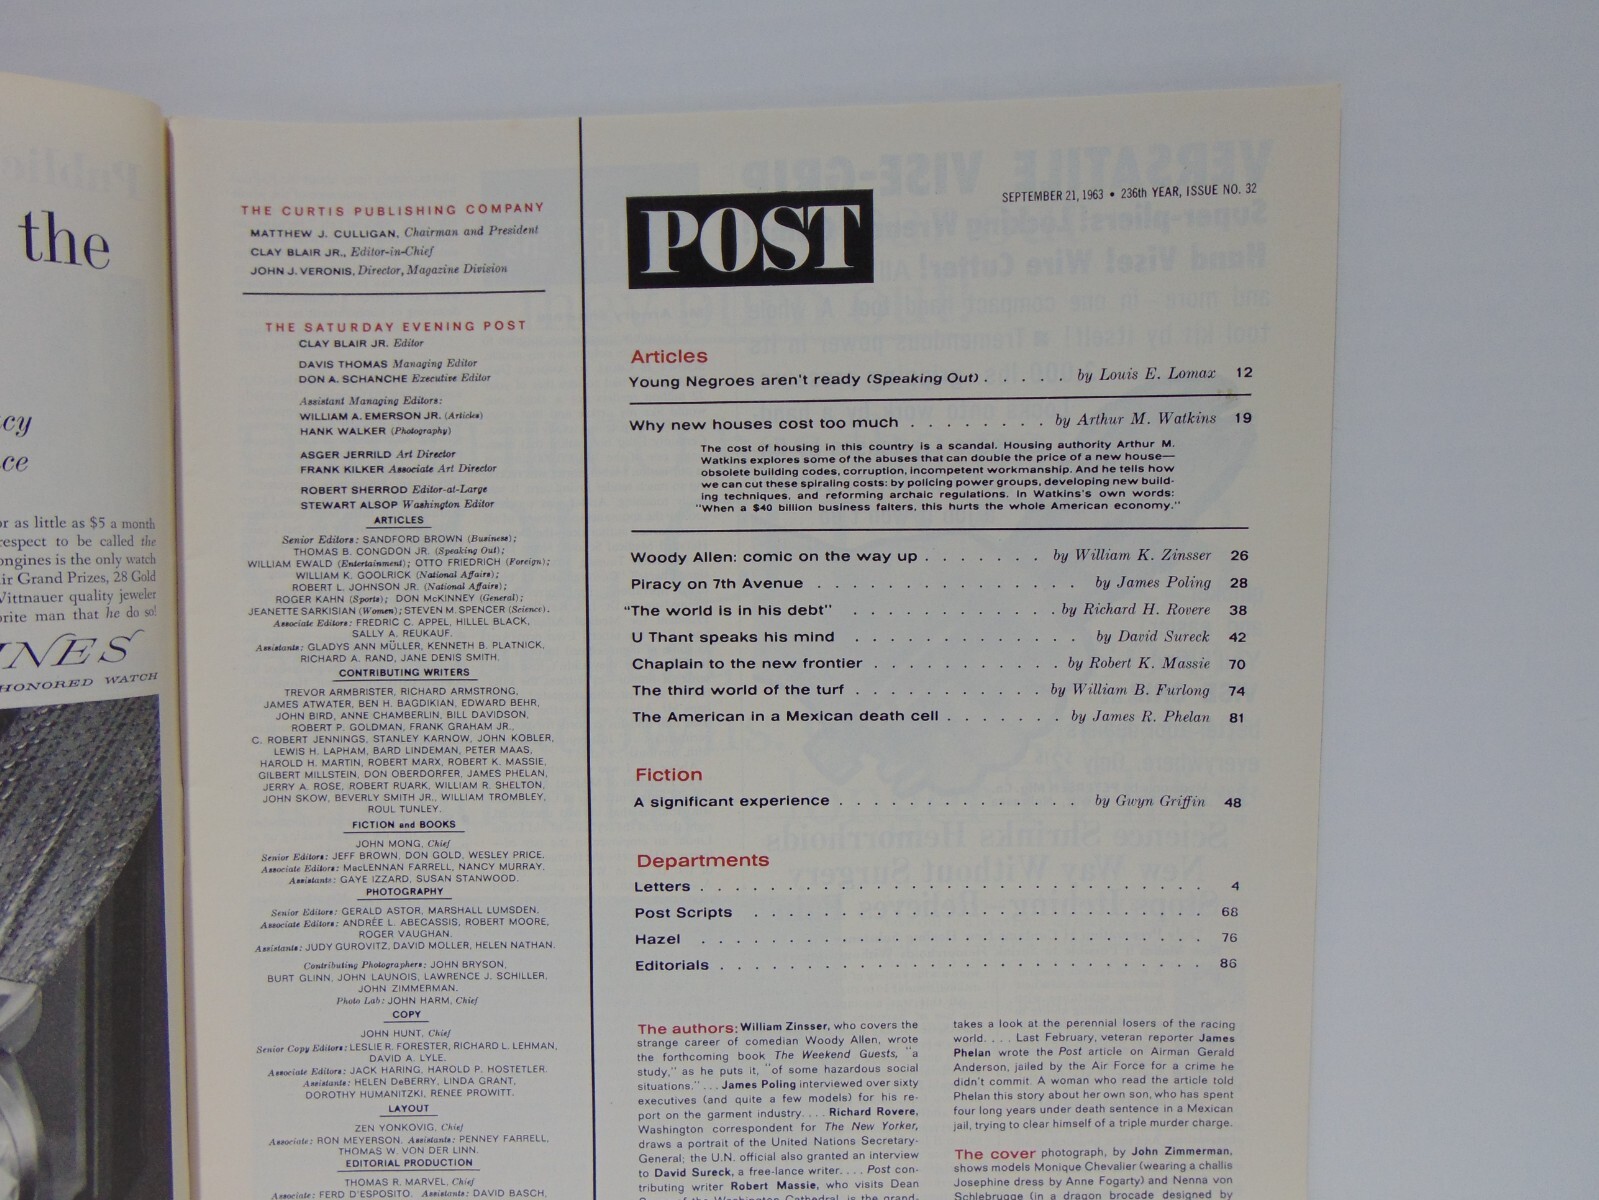 the
cy
ce
or as little as $5 a month
respect to be called the
ongines is the only watch
ir Grand Prizes, 28 Gold
Wittnauer quality jeweler
orite man that he do so!
INES
HONORED WATCH
THE CURTIS PUBLISHING COMPANY
MATTHEW J. CULLIGAN, Chairman and President
CLAY BLAIR JR., Editor-in-Chief
JOHN J. VERONIS, Director, Magazine Division
THE SATURDAY EVENING POST
CLAY BLAIR JR. Editor
DAVIS THOMAS Managing Editor
DON A. SCHANCHE Executive Editor
Assistant Managing Editors:
WILLIAM A. EMERSON JR. (Articles)
HANK WALKER (Photography)
ASGER JERRILD Art Director
FRANK KILKER Associate Art Director
ROBERT SHERROD Editor-at-Large
STEWART ALSOP Washington Editor
ARTICLES
Senior Editors: SANDFORD BROWN (Business);
THOMAS B. CONGDON JR. (Speaking Out);
WILLIAM EWALD (Entertainment); OTTO FRIEDRICH (Foreign);
WILLIAM K. GOOLRICK (National Affairs);
ROBERT L. JOHNSON JR. (National Affairs);
ROGER KAHN (Sports); DON McKINNEY (General);
JEANETTE SARKISIAN (Women); STEVEN M. SPENCER (Science).
Associate Editors: FREDRIC C. APPEL, HILLEL BLACK,
SALLY A. REUKAUF.
Assistants: GLADYS ANN MÜLLER, KENNETH B. PLATNICK,
RICHARD A. RAND, JANE DENIS SMITH.
CONTRIBUTING WRITERS
TREVOR ARMBRISTER, RICHARD ARMSTRONG,
JAMES ATWATER, BEN H. BAGDIKIAN, EDWARD BEHR,
JOHN BIRD, ANNE CHAMBERLIN, BILL DAVIDSON,
ROBERT P. GOLDMAN, FRANK GRAHAM JR.,
C. ROBERT JENNINGS, STANLEY KARNOW, JOHN KOBLER,
LEWIS H. LAPHAM, BARD LINDEMAN, PETER MAAS,
HAROLD H. MARTIN, ROBERT MARX, ROBERT K. MASSIE,
GILBERT MILLSTEIN, DON OBERDORFER, JAMES PHELAN,
JERRY A. ROSE, ROBERT RUARK, WILLIAM R. SHELTON,
JOHN SKOW, BEVERLY SMITH JR., WILLIAM TROMBLEY,
ROUL TUNLEY.
FICTION and BOOKS
JOHN MONG, Chief
Senior Editors: JEFF BROWN, DON GOLD, WESLEY PRICE.
Associate Editors: MacLENNAN FARRELL, NANCY MURRAY.
Assistants: GAYE IZZARD, SUSAN STANWOOD.
PHOTOGRAPHY
Senior Editors: GERALD ASTOR, MARSHALL LUMSDEN.
Associate Editors: ANDRÉE L. ABECASSIS, ROBERT MOORE,
ROGER VAUGHAN.
Assistants: JUDY GUROVITZ, DAVID MOLLER, HELEN NATHAN.
Contributing Photographers: JOHN BRYSON,
BURT GLINN, JOHN LAUNOIS, LAWRENCE J. SCHILLER,
JOHN ZIMMERMAN.
Photo Lab: JOHN HARM, Chief
COPY
JOHN HUNT, Chief
Senior Copy Editors: LESLIE R. FORESTER, RICHARD L. LEHMAN,
DAVID A. LYLE.
Associate Editors: JACK HARING, HAROLD P. HOSTETLER.
Assistants: HELEN DeBERRY, LINDA GRANT,
DOROTHY HUMANITZKI, RENEE PROWITT.
LAYOUT
ZEN YONKOVIG, Chief
Associate: RON MEYERSON. Assistants: PENNEY FARRELL,
THOMAS W. VON DER LINN.
EDITORIAL PRODUCTION
THOMAS R. MARVEL, Chief
Associate: FERD D'ESPOSITO. Assistants: DAVID BASCH,
POST
SEPTEMBER 21, 1963 • 236th YEAR, ISSUE NO. 32
Articles
Young Negroes aren't ready (Speaking Out) . . . . . by Louis E. Lomax 12
Why new houses cost too much . . . . . . . . by Arthur M. Watkins 19
The cost of housing in this country is a scandal. Housing authority Arthur M.
Watkins explores some of the abuses that can double the price of a new house—
obsolete building codes, corruption, incompetent workmanship. And he tells how
we can cut these spiraling costs: by policing power groups, developing new build-
ing techniques, and reforming archaic regulations. In Watkins's own words:
"When a $40 billion business falters, this hurts the whole American economy."
Woody Allen: comic on the way up . . . . . . . by William K. Zinsser 26
Piracy on 7th Avenue . . . . . . . . . . . . . . . by James Poling 28
"The world is in his debt" . . . . . . . . . . . . by Richard H. Rovere 38
U Thant speaks his mind . . . . . . . . . . . . . by David Sureck 42
Chaplain to the new frontier . . . . . . . . . . . by Robert K. Massie 70
The third world of the turf . . . . . . . . . . . by William B. Furlong 74
The American in a Mexican death cell . . . . . . . by James R. Phelan 81
Fiction
A significant experience . . . . . . . . . . . . . . by Gwyn Griffin 48
Departments
Letters . . . . . . . . . . . . . . . . . . . . . . . . 4
Post Scripts . . . . . . . . . . . . . . . . . . . . . . 68
Hazel . . . . . . . . . . . . . . . . . . . . . . . . 76
Editorials . . . . . . . . . . . . . . . . . . . . . . . 86
The authors: William Zinsser, who covers the
strange career of comedian Woody Allen, wrote
the forthcoming book The Weekend Guests, "a
study," as he puts it, "of some hazardous social
situations." . . . James Poling interviewed over sixty
executives (and quite a few models) for his re-
port on the garment industry. . . . Richard Rovere,
Washington correspondent for The New Yorker,
draws a portrait of the United Nations Secretary-
General; the U.N. official also granted an interview
to David Sureck, a free-lance writer. . . . Post con-
tributing writer Robert Massie, who visits Dean
Washington Cathedral, is the grand-
takes a look at the perennial losers of the racing
world. . . . Last February, veteran reporter James
Phelan wrote the Post article on Airman Gerald
Anderson, jailed by the Air Force for a crime he
didn't commit. A woman who read the article told
Phelan this story about her own son, who has spent
four long years under death sentence in a Mexican
jail, trying to clear himself of a triple murder charge.
The cover photograph, by John Zimmerman,
shows models Monique Chevalier (wearing a challis
Josephine dress by Anne Fogarty) and Nenna von
Schlebrugge (in a dragon brocade designed by